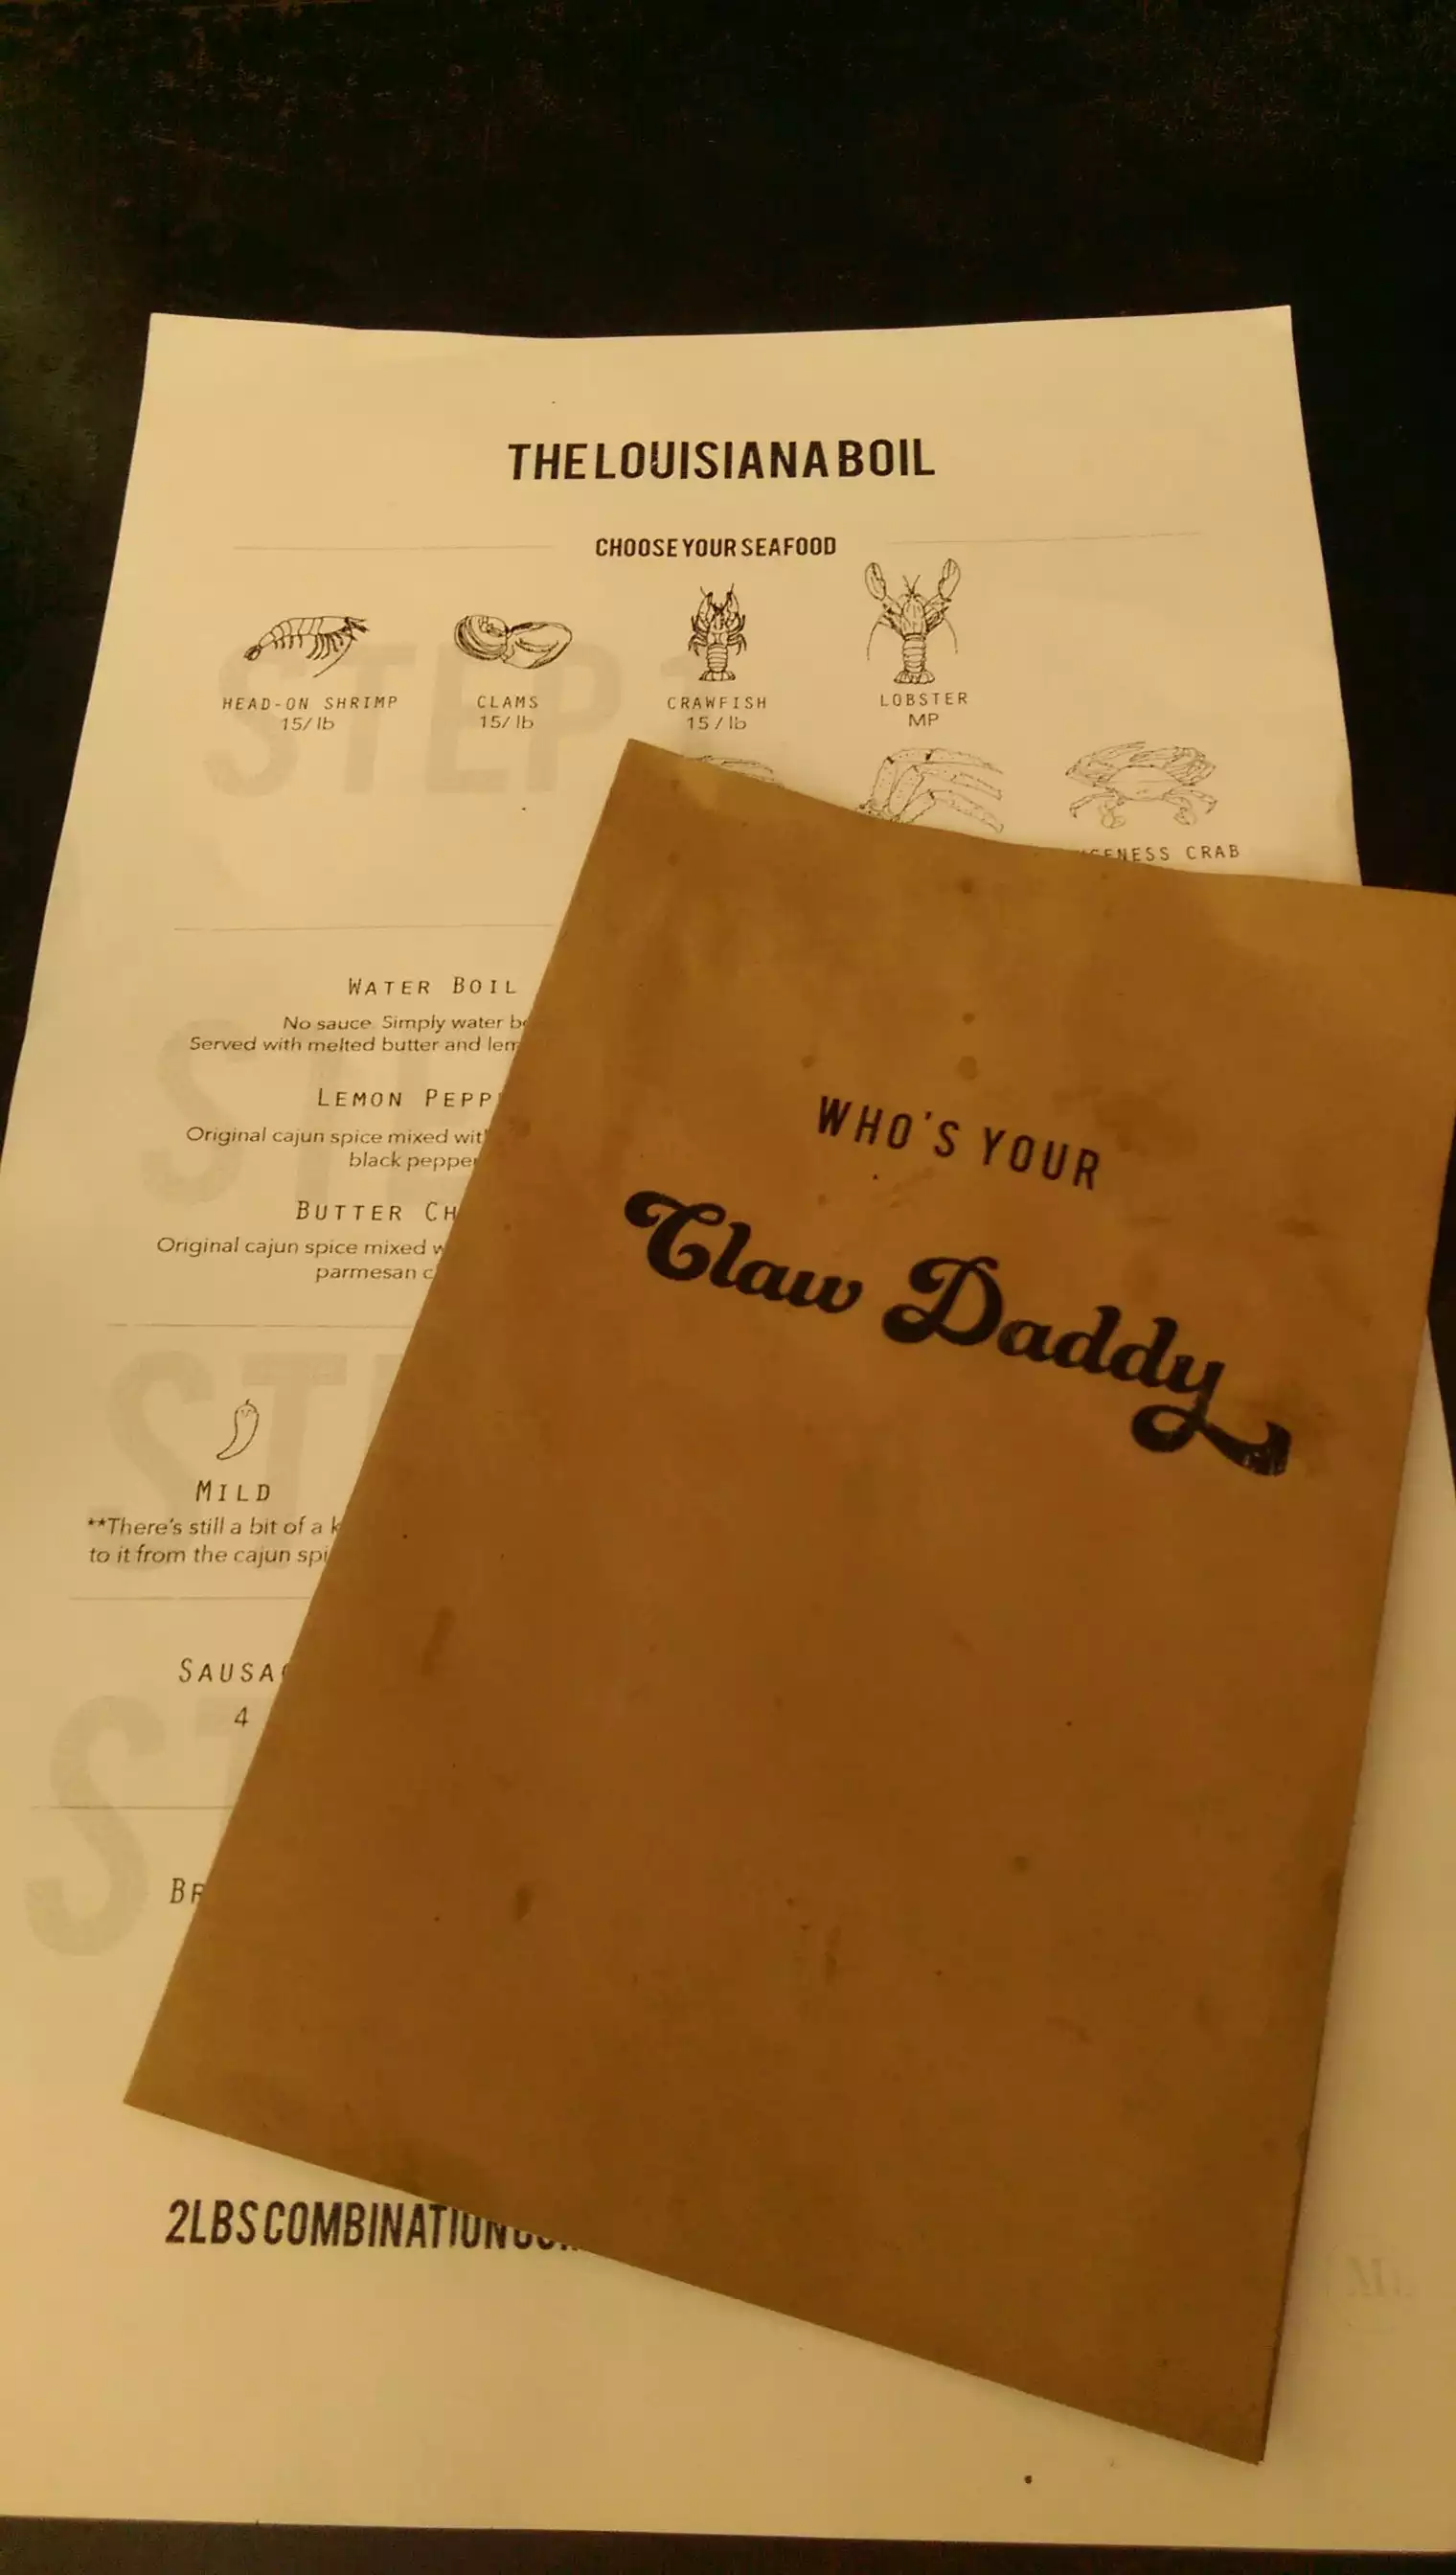 THE LOUISIANA BOIL
CHOOSE YOUR SEAFOOD
STEP
HEAD-ON SHRIMP
15/lb
CLAMS
15/lb
CRAWFISH
15/lb
LOBSTER
MP
CRAB
WATER BOIL
No sauce. Simply water
Served with melted butter and
LEMON
Original cajun spice mixed
black
BUTTER
Original cajun spice mixed
parmesan
MILD
**There's still a bit of a
to it from the cajun
4
2LBS COMBINATION
WHO'S YOUR
Claw Daddy